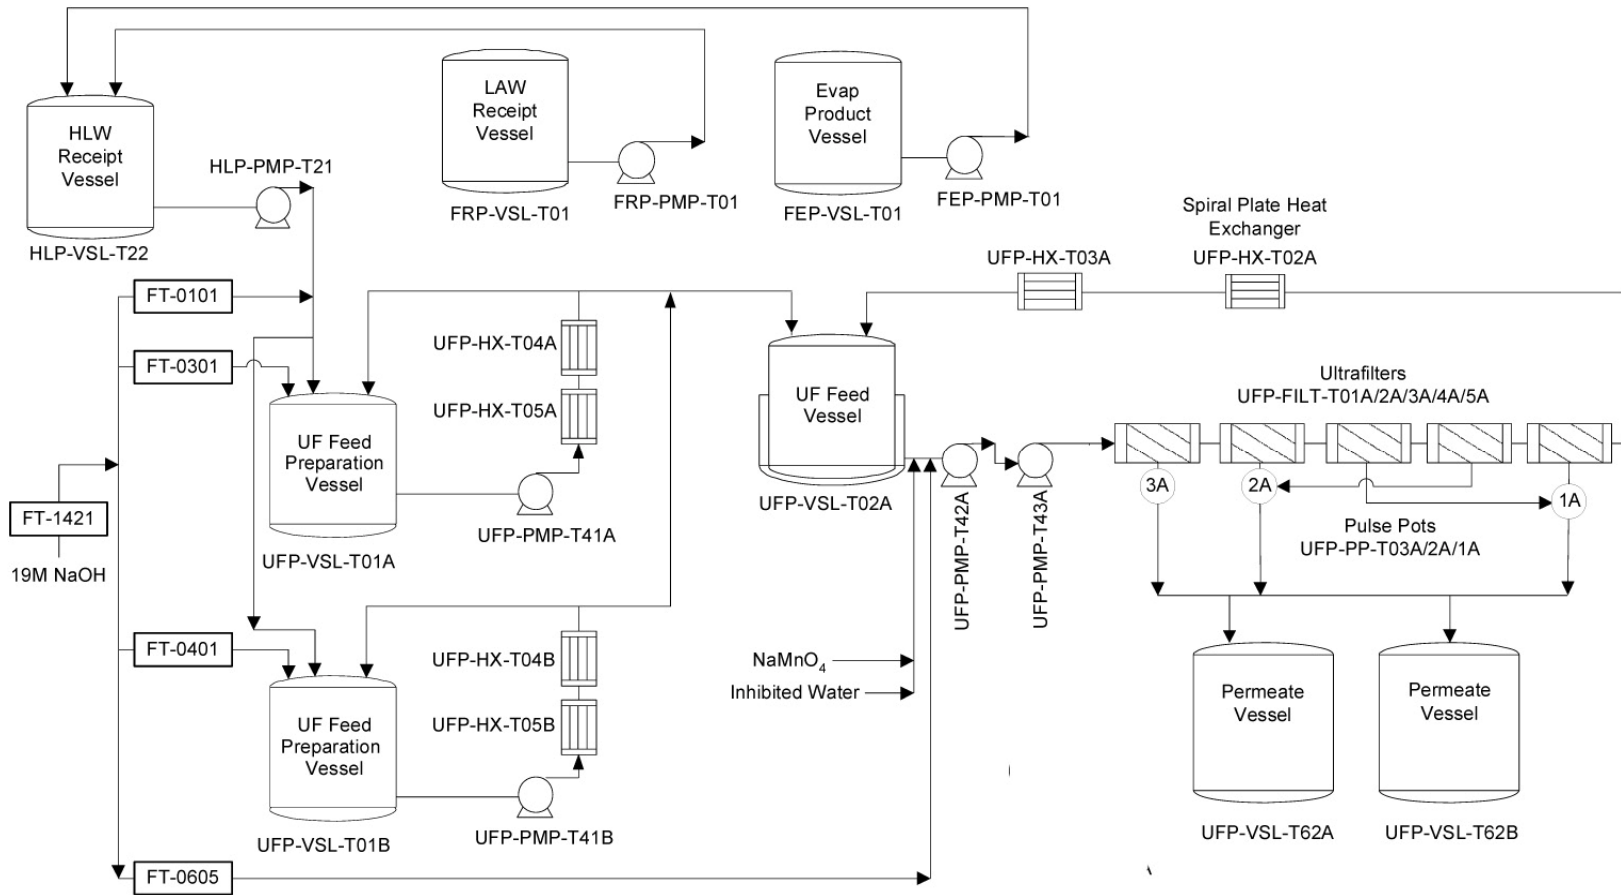 HLW
Receipt
Vessel
HLP-VSL-T22
HLP-PMP-T21
LAW
Receipt
Vessel
FRP-VSL-T01
FRP-PMP-T01
Evap
Product
Vessel
FEP-VSL-T01
FEP-PMP-T01
Spiral Plate Heat
Exchanger
UFP-HX-T03A
UFP-HX-T02A
FT-0101
FT-0301
UFP-HX-T04A
UFP-HX-T05A
UF Feed
Preparation
Vessel
UFP-VSL-T01A
UFP-PMP-T41A
UF Feed
Vessel
UFP-VSL-T02A
UFP-PMP-T42A
UFP-PMP-T43A
Ultrafilters
UFP-FILT-T01A/2A/3A/4A/5A
3A
2A
1A
Pulse Pots
UFP-PP-T03A/2A/1A
FT-1421
19M NaOH
FT-0401
UFP-HX-T04B
UFP-HX-T05B
UF Feed
Preparation
Vessel
UFP-VSL-T01B
UFP-PMP-T41B
NaMnO4
Inhibited Water
Permeate
Vessel
UFP-VSL-T62A
Permeate
Vessel
UFP-VSL-T62B
FT-0605